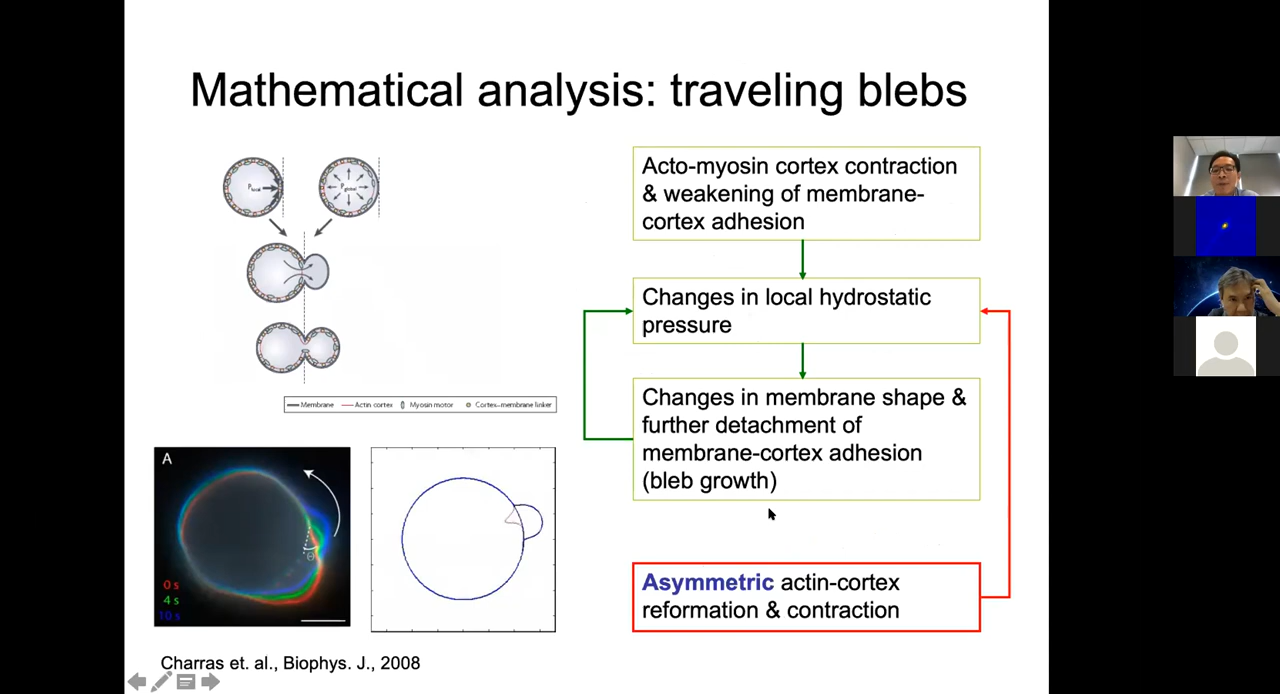 Mathematical analysis: traveling blebs
Plocal
Pglobal
Membrane Actin cortex Myosin motor Cortex-membrane linker
A
θ
0 s
4 s
10 s
Charras et. al., Biophys. J., 2008
Acto-myosin cortex contraction
& weakening of membrane-
cortex adhesion
Changes in local hydrostatic
pressure
Changes in membrane shape &
further detachment of
membrane-cortex adhesion
(bleb growth)
Asymmetric actin-cortex
reformation & contraction